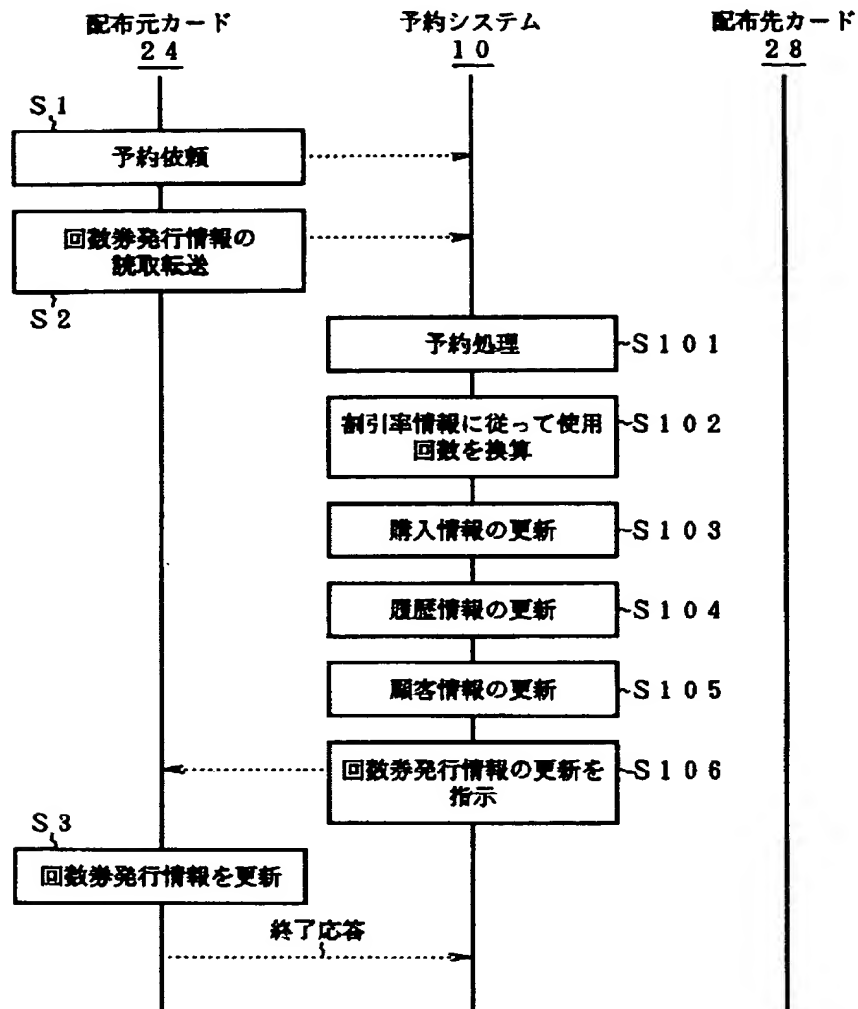 配布元カード
24
予約システム
10
配布先カード
28
S1
予約依頼
回数券発行情報の
読取転送
S2
予約処理
S101
割引率情報に従って使用
回数を換算
S102
購入情報の更新
S103
履歴情報の更新
S104
顧客情報の更新
S105
回数券発行情報の更新を
指示
S106
S3
回数券発行情報を更新
終了応答